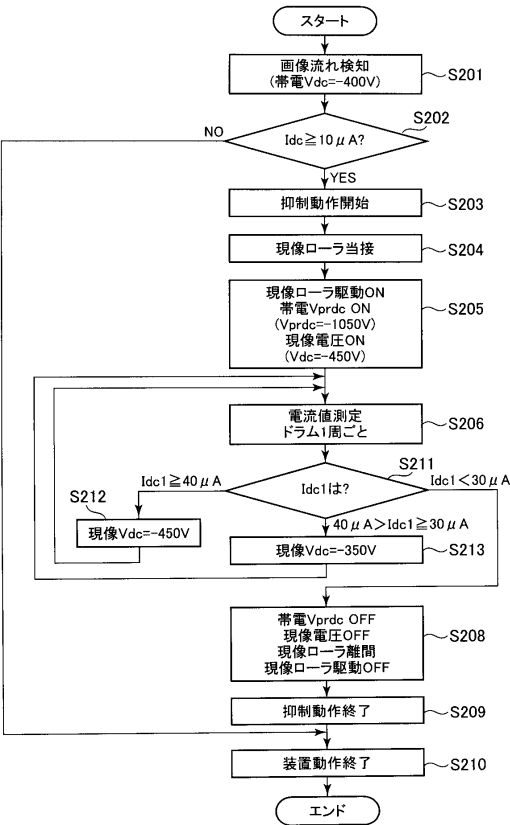 スタート
画像流れ検知
(帯電Vdc=-400V)
S201
S202
Idc≧10μA?
NO
YES
抑制動作開始
S203
現像ローラ当接
S204
現像ローラ駆動ON
帯電Vprdc ON
(Vprdc=-1050V)
現像電圧ON
(Vdc=-450V)
S205
電流値測定
ドラム1周ごと
S206
S211
Idc1≧40μA
Idc1は?
Idc1<30μA
S212
現像Vdc=-450V
40μA>Idc1≧30μA
現像Vdc=-350V
S213
帯電Vprdc OFF
現像電圧OFF
現像ローラ離間
現像ローラ駆動OFF
S208
抑制動作終了
S209
装置動作終了
S210
エンド